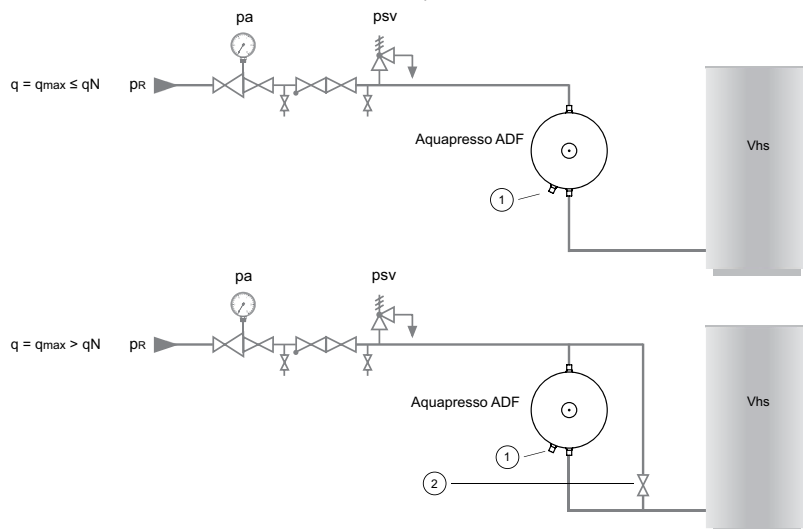 pa
psv
q = qmax ≤ qN
pR
Aquapresso ADF
Vhs
1
pa
psv
q = qmax > qN
pR
Aquapresso ADF
Vhs
1
2